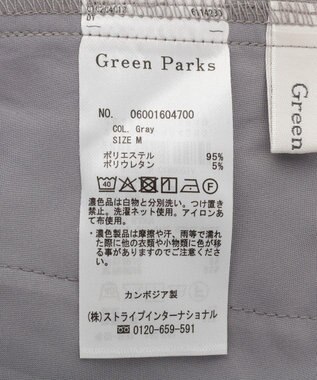 Green Parks
NO. 06001604700
COL. Gray
SIZE M
ポリエステル 95%
ポリウレタン 5%
40
濃色品は白物と分別洗い。つけ置き
禁止。洗濯ネット使用。アイロンあ
て布使用。
・濃色製品は摩擦や汗、雨等で濡れ
た際に他の衣類や小物類に色が移
る事がありますのでご注意下さい。
カンボジア製
(株)ストライプインターナショナル
☎ 0120-659-591
Green